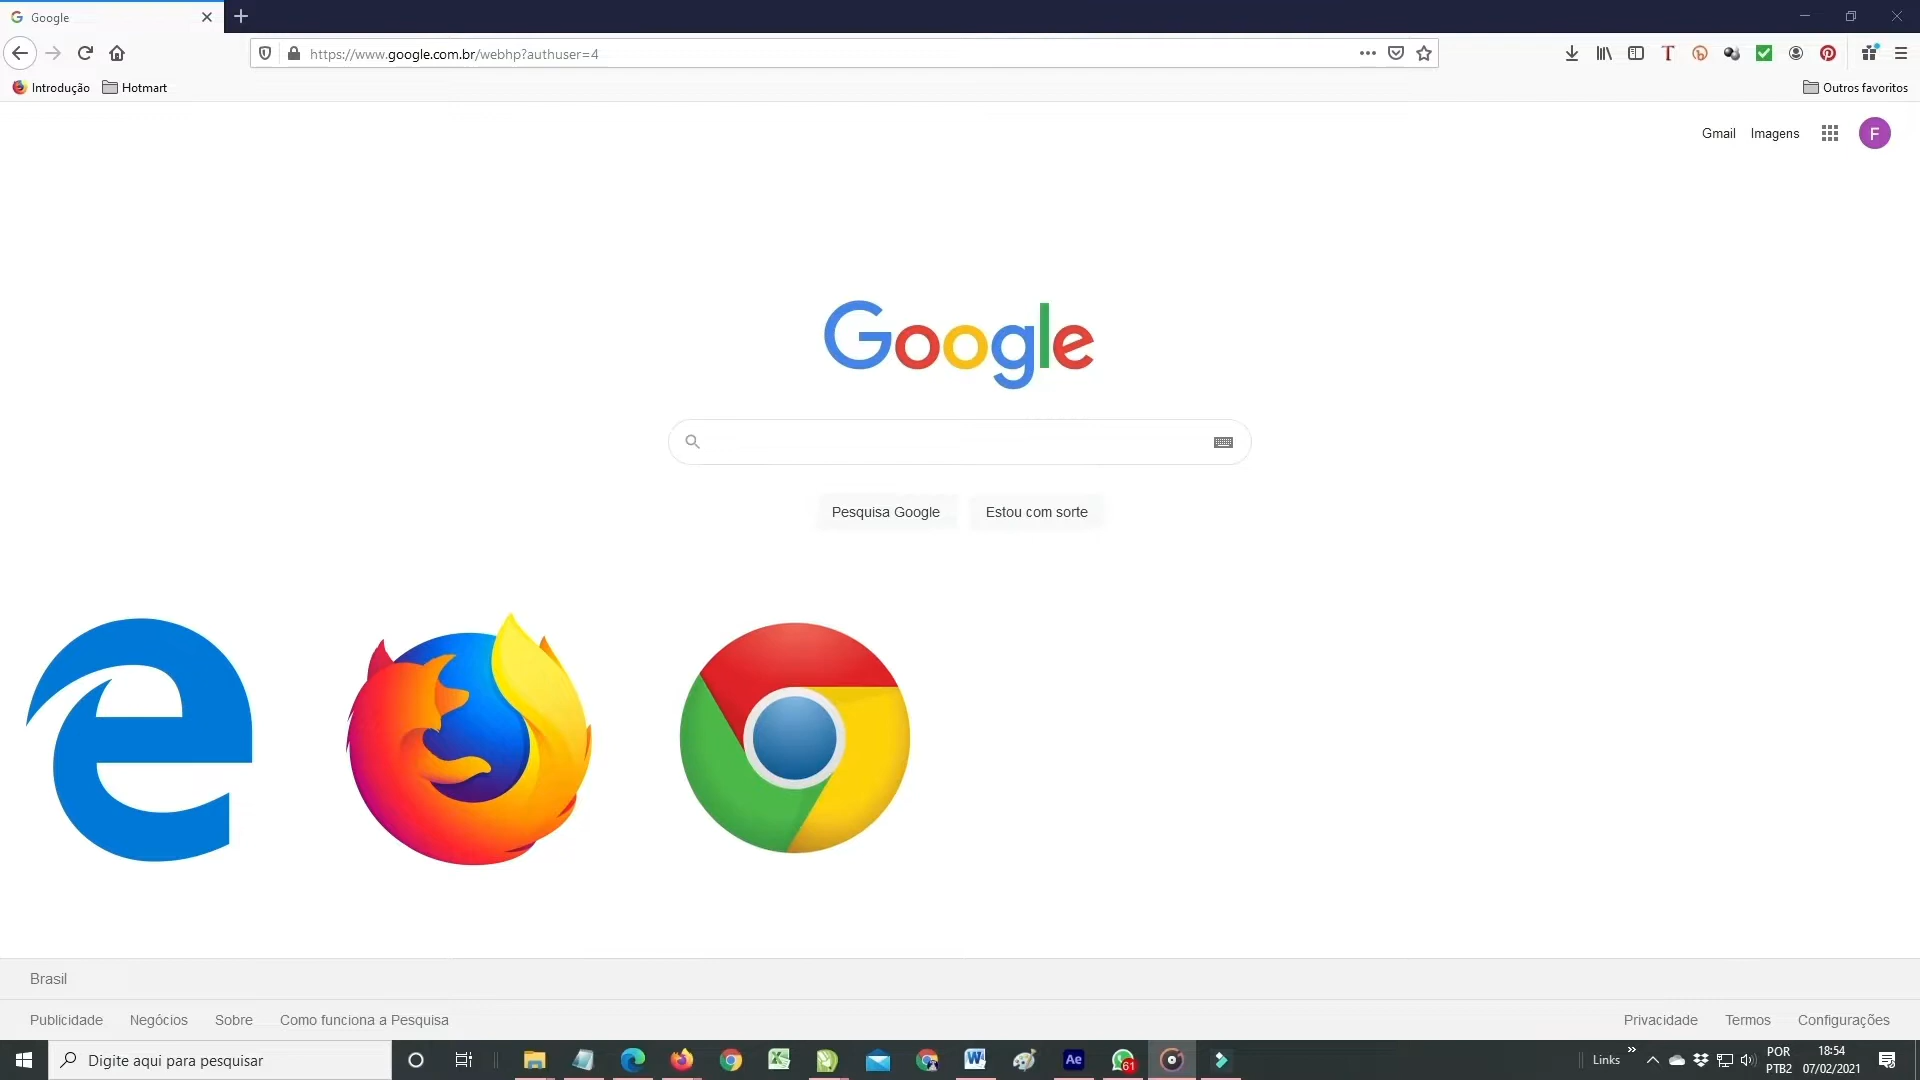 Google
https://www.google.com.br/webhp?authuser=4
Introdução Hotmart Outros favoritos
Gmail Imagens F
Google
Pesquisa Google Estou com sorte
Brasil
Publicidade Negócios Sobre Como funciona a Pesquisa Privacidade Termos Configurações
Digite aqui para pesquisar Ae 61 Links » POR 18:54
PTB2 07/02/2021